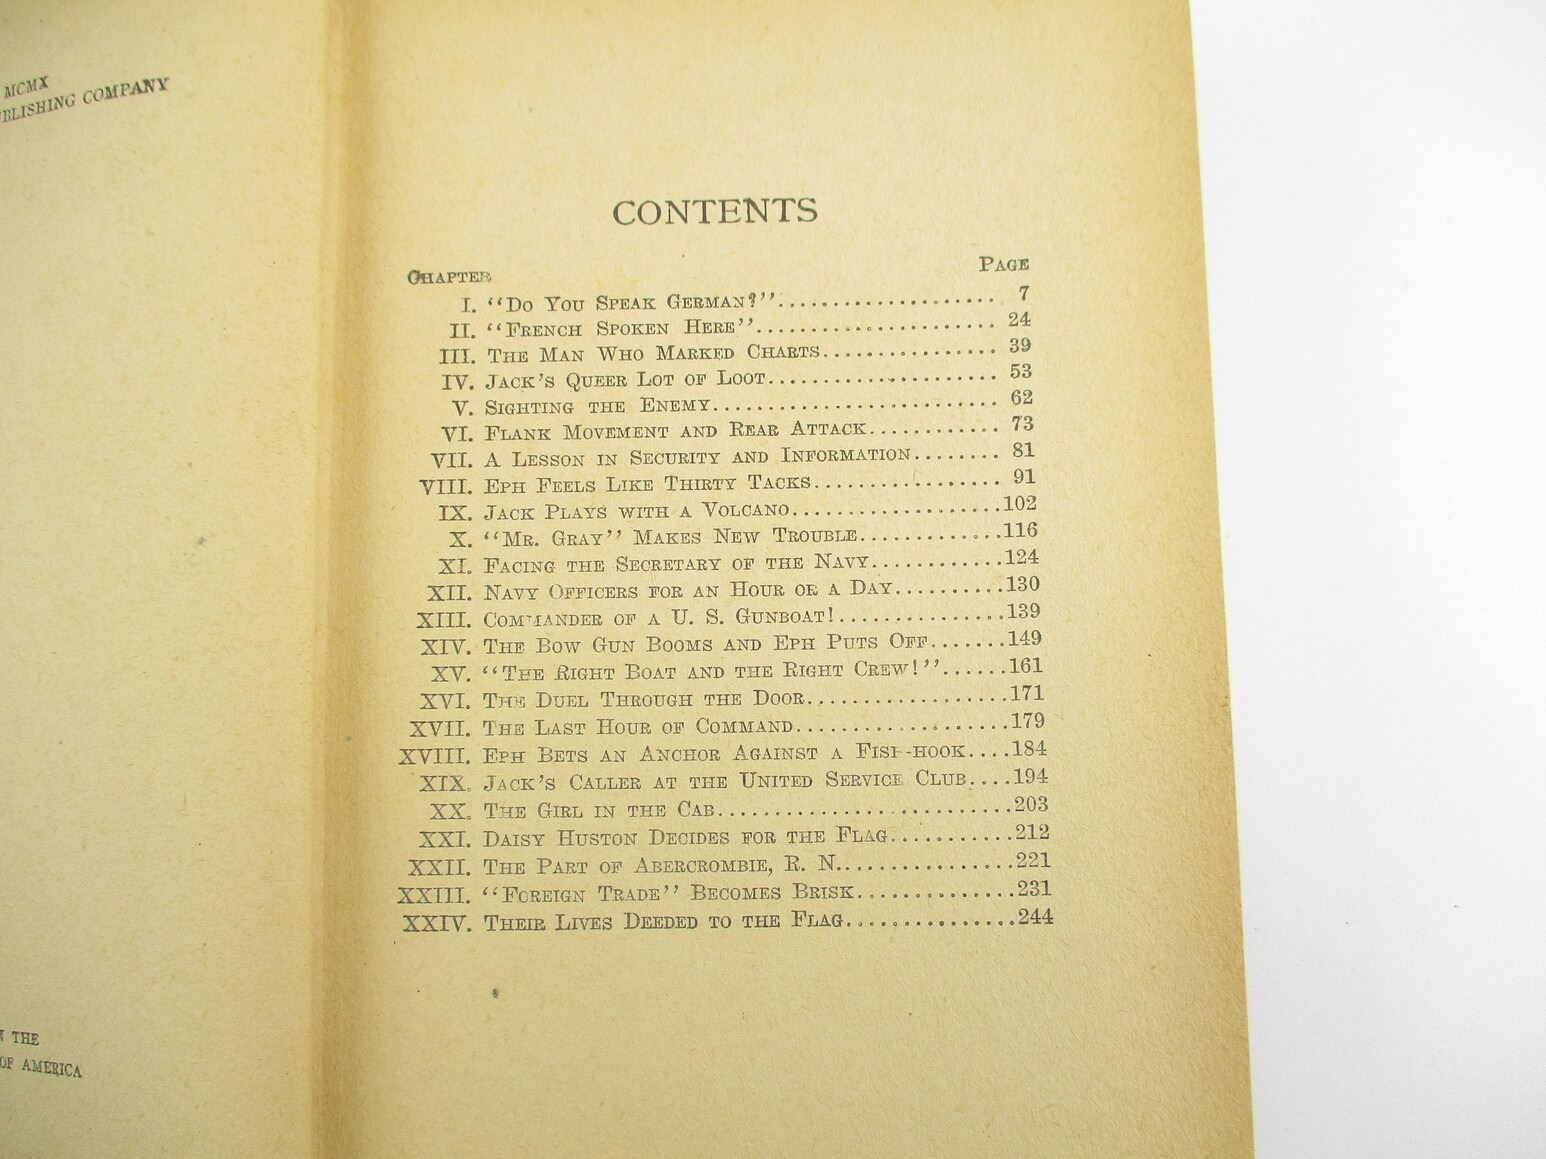 MCMX
BLISHING COMPANY
CONTENTS
CHAPTER PAGE
I. “DO YOU SPEAK GERMAN?”..................... 7
II. “FRENCH SPOKEN HERE”....................... 24
III. THE MAN WHO MARKED CHARTS................. 39
IV. JACK’S QUEER LOT OF LOOT...................... 53
V. SIGHTING THE ENEMY........................... 62
VI. FLANK MOVEMENT AND REAR ATTACK............ 73
VII. A LESSON IN SECURITY AND INFORMATION........ 81
VIII. EPH FEELS LIKE THIRTY TACKS................. 91
IX. JACK PLAYS WITH A VOLCANO....................102
X. “MR. GRAY” MAKES NEW TROUBLE.............116
XI. FACING THE SECRETARY OF THE NAVY............124
XII. NAVY OFFICERS FOR AN HOUR OR A DAY..........130
XIII. COMMANDER OF A U. S. GUNBOAT!...............139
XIV. THE BOW GUN BOOMS AND EPH PUTS OFF.......149
XV. “THE RIGHT BOAT AND THE RIGHT CREW!”......161
XVI. THE DUEL THROUGH THE DOOR...................171
XVII. THE LAST HOUR OF COMMAND....................179
XVIII. EPH BETS AN ANCHOR AGAINST A FISH-HOOK....184
XIX. JACK’S CALLER AT THE UNITED SERVICE CLUB....194
XX. THE GIRL IN THE CAB...........................203
XXI. DAISY HUSTON DECIDES FOR THE FLAG...........212
XXII. THE PART OF ABERCROMBIE, R. N................221
XXIII. “FOREIGN TRADE” BECOMES BRISK..............231
XXIV. THEIR LIVES DEEDED TO THE FLAG...............244
THE
OF AMERICA